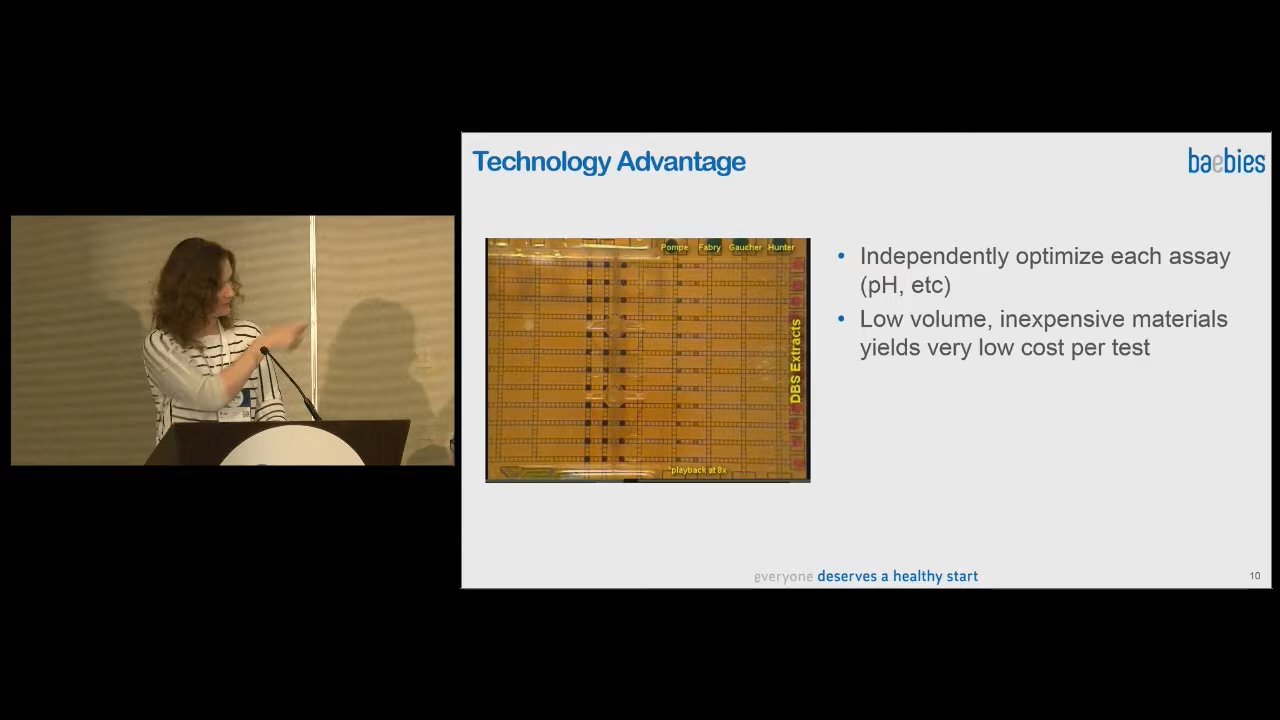 Technology Advantage
baebies
Pompe Fabry Gaucher Hunter
DBS Extracts
*playback at 8x
• Independently optimize each assay
(pH, etc)
• Low volume, inexpensive materials
yields very low cost per test
everyone deserves a healthy start
10